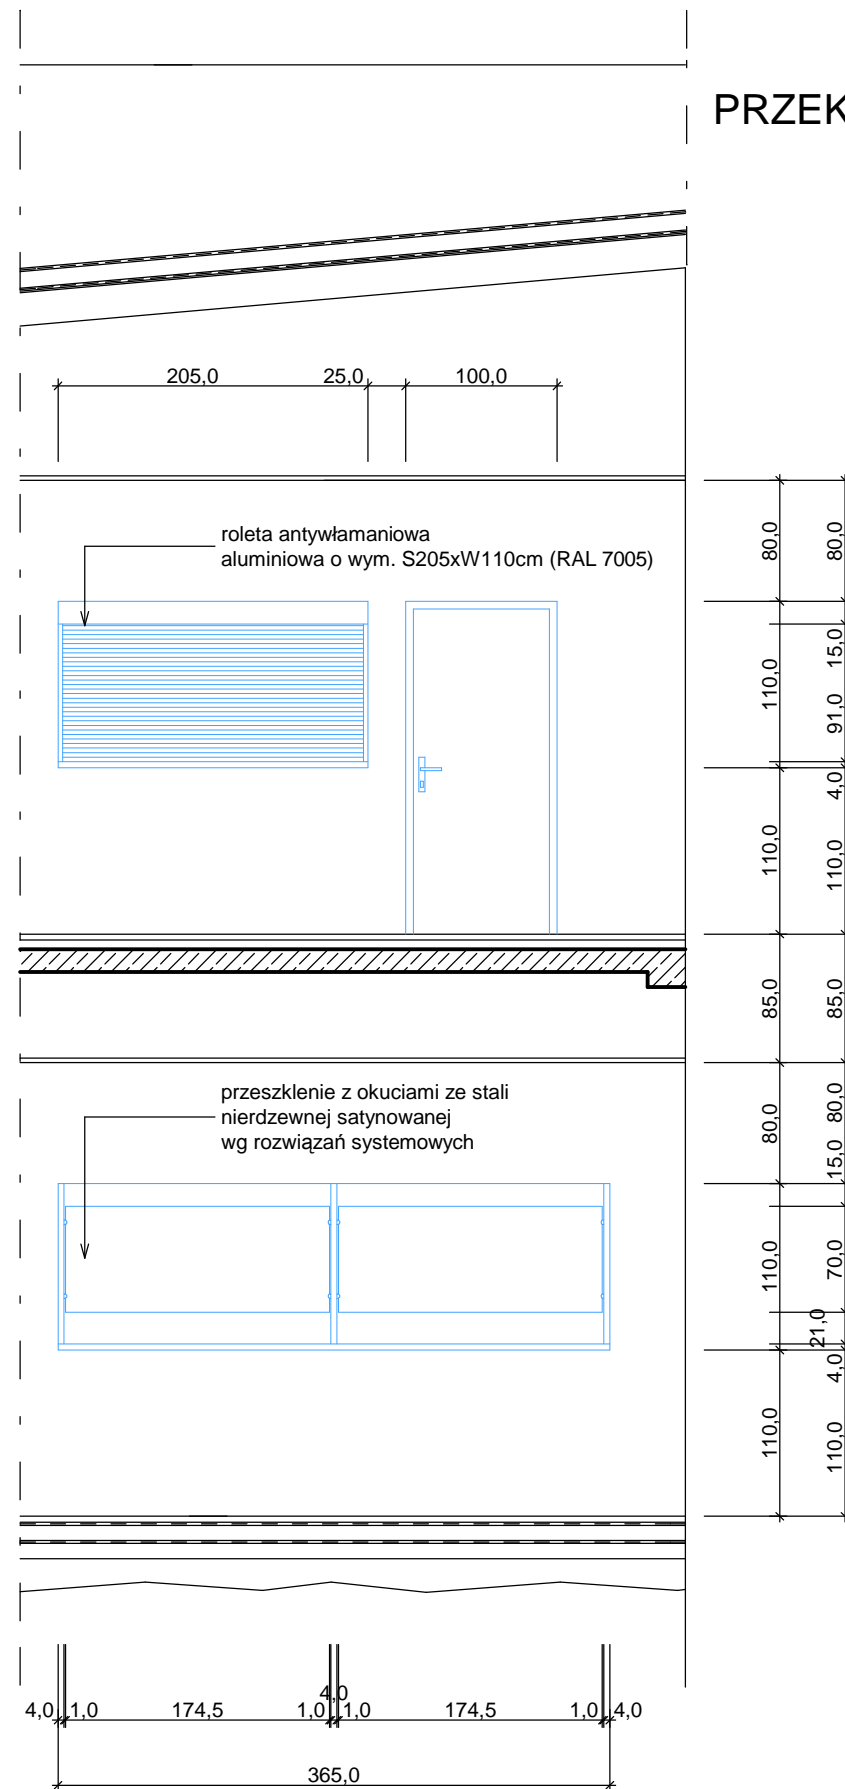 PRZEK
205,0 25,0 100,0
roleta antywłamaniowa
aluminiowa o wym. S205xW110cm (RAL 7005)
80,0 80,0
110,0 15,0
91,0
4,0
110,0 110,0
85,0 85,0
przeszklenie z okuciami ze stali
nierdzewnej satynowanej
wg rozwiązań systemowych
80,0 80,0
15,0
110,0 70,0
21,0
4,0
110,0 110,0
4,0 1,0 174,5 1,0 4,0 1,0 174,5 1,0 4,0
365,0